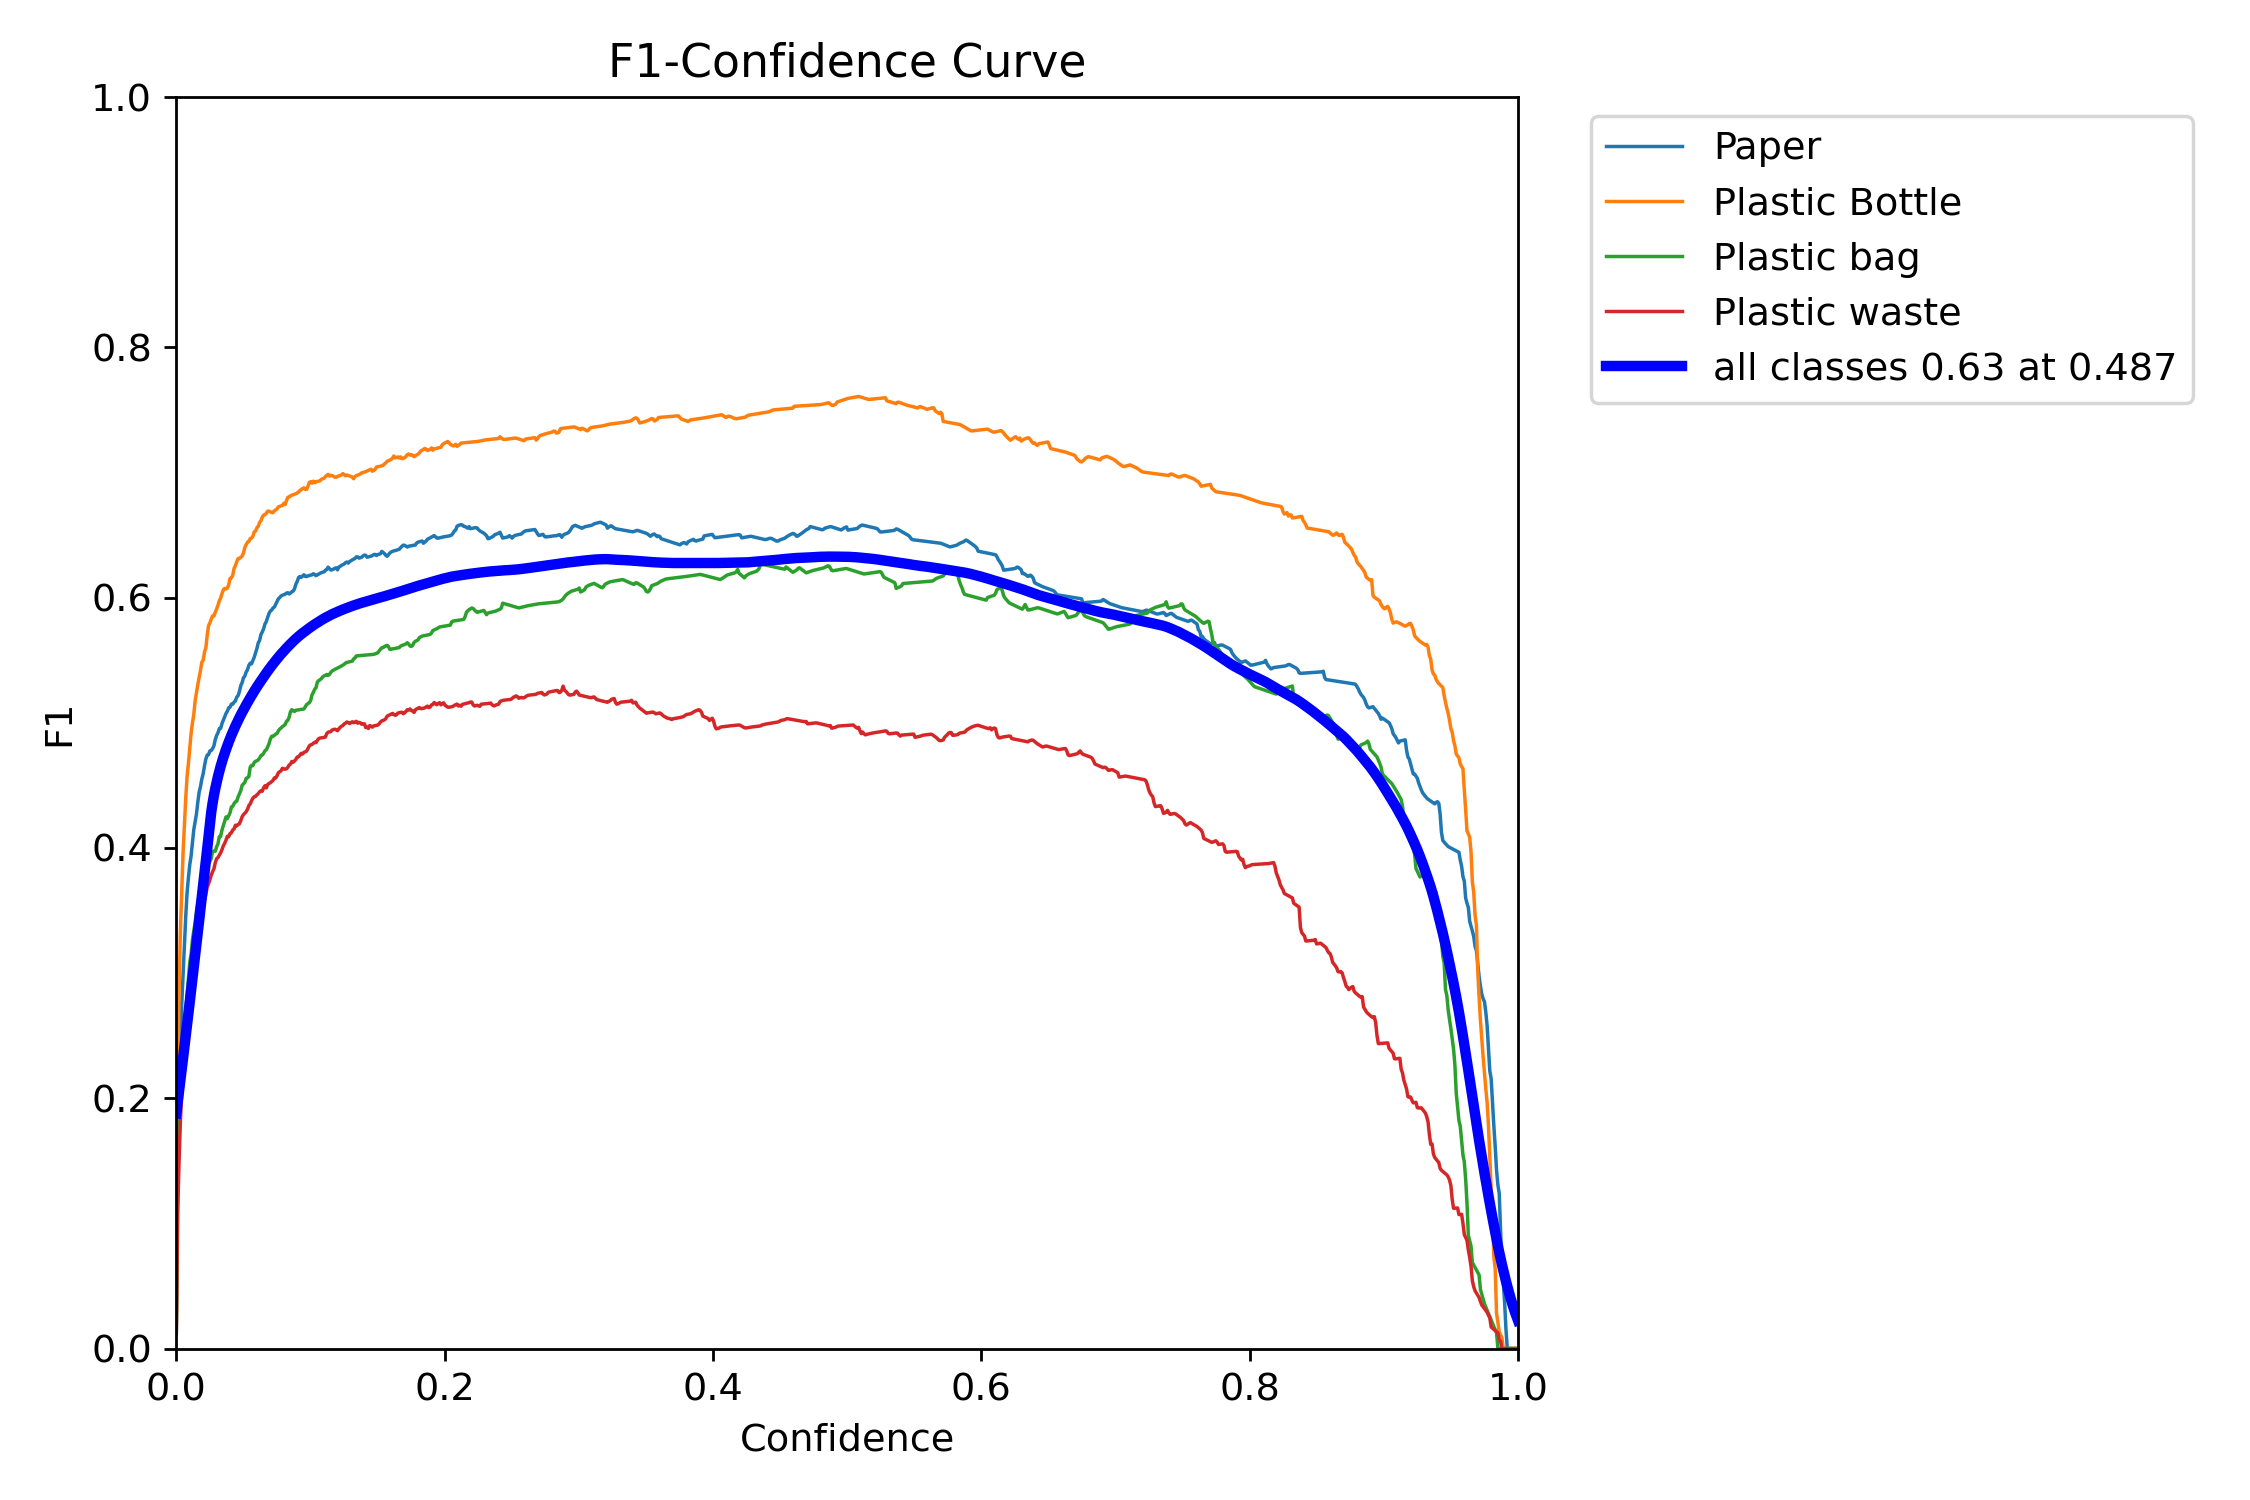 F1-Confidence Curve
1.0
0.8
0.6
0.4
0.2
0.0
F1
0.0 0.2 0.4 0.6 0.8 1.0
Confidence
Paper
Plastic Bottle
Plastic bag
Plastic waste
all classes 0.63 at 0.487